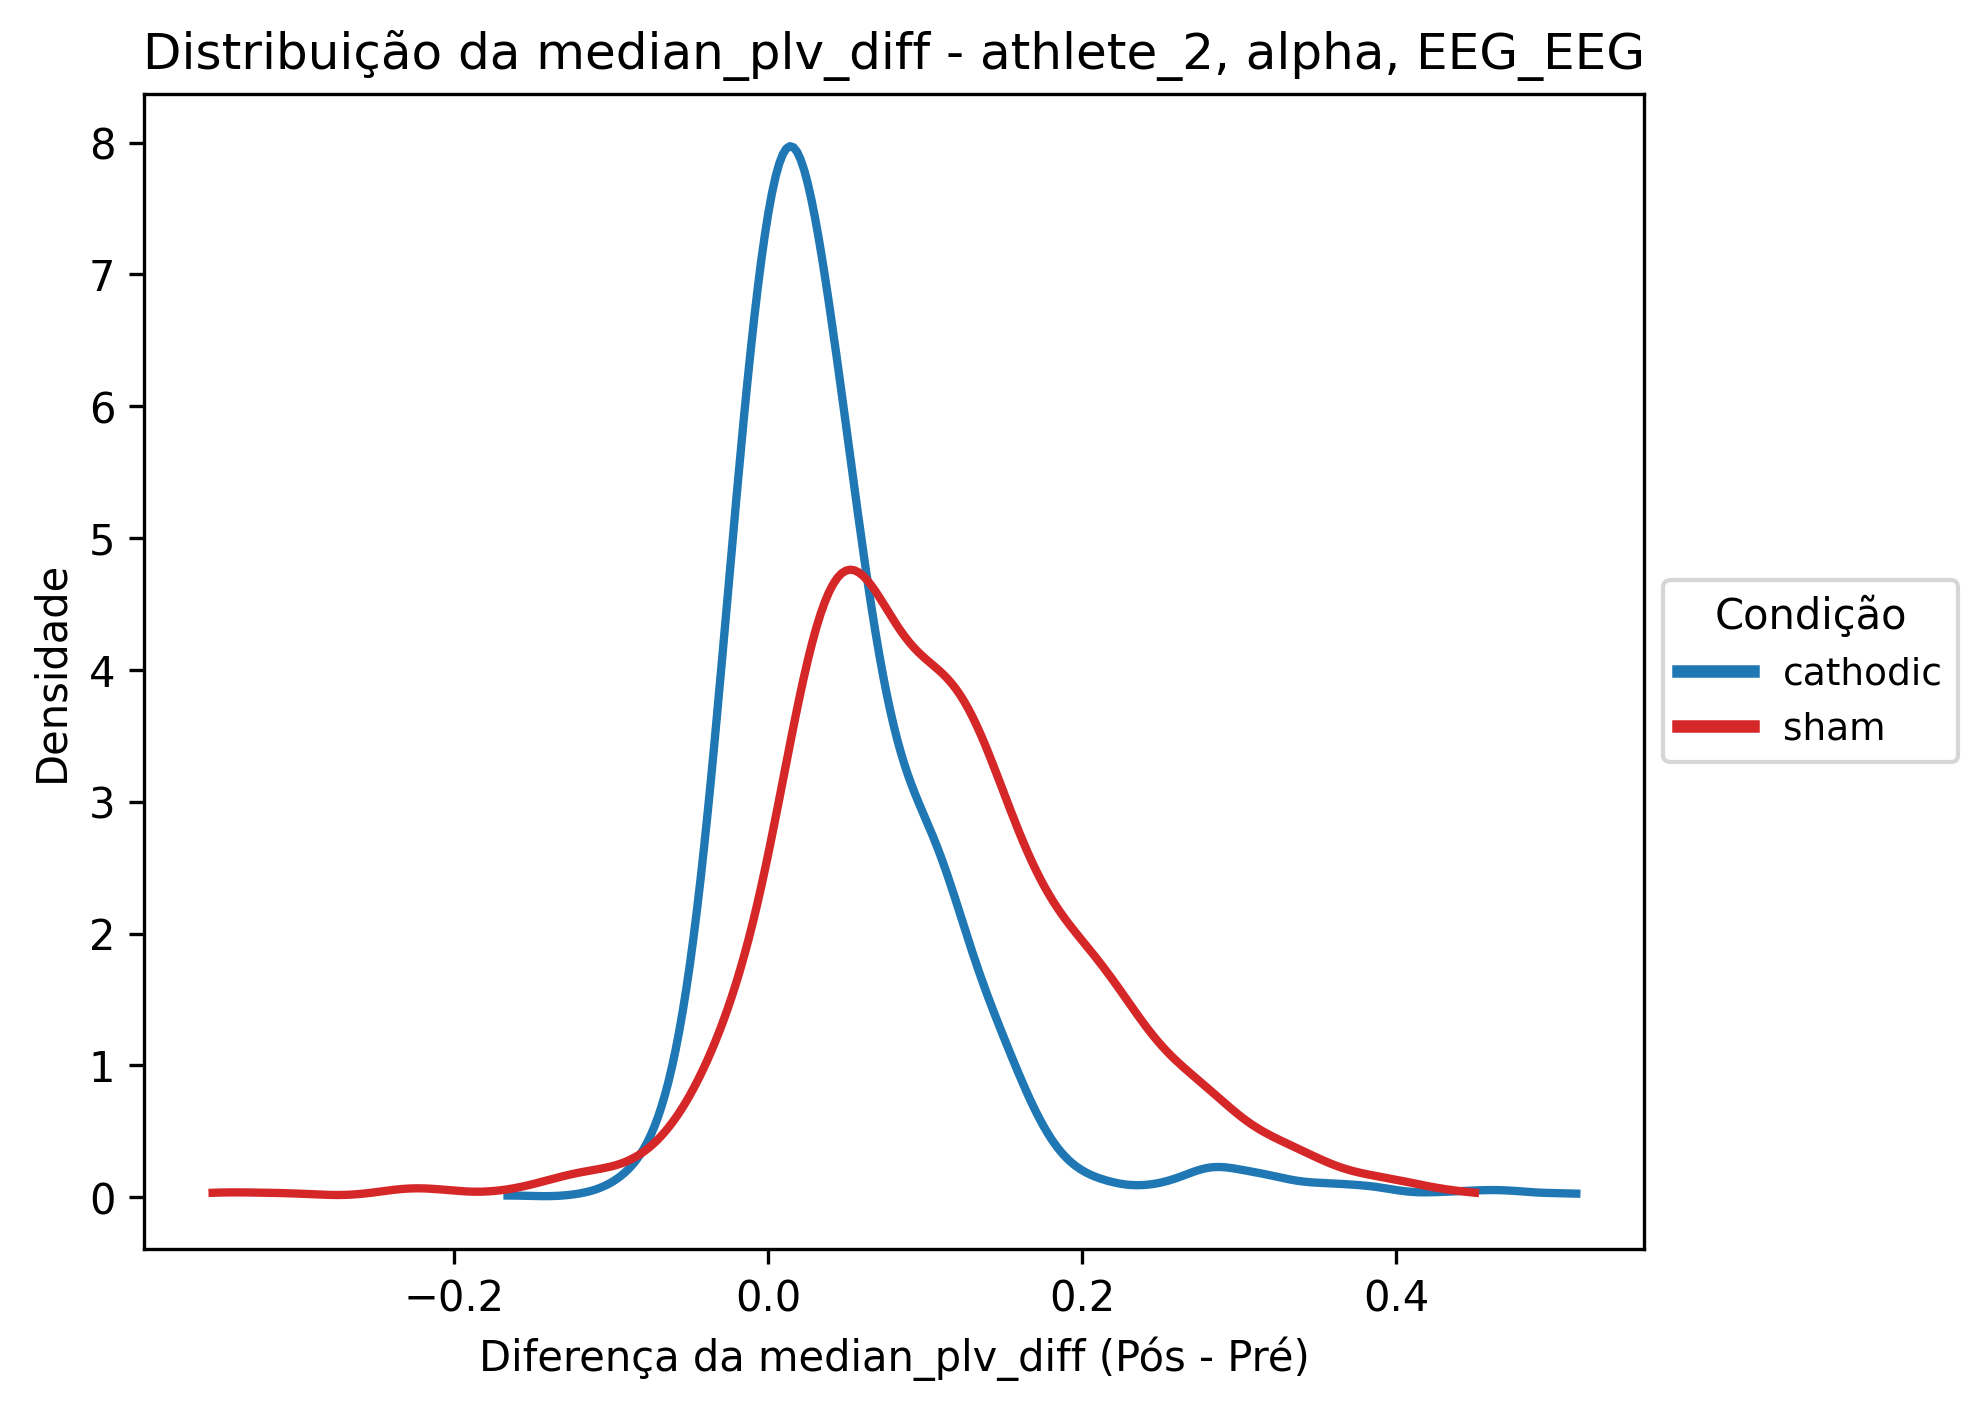 Distribuição da median_plv_diff - athlete_2, alpha, EEG_EEG
8
7
6
5
4
3
2
1
0
Densidade
−0.2
0.0
0.2
0.4
Diferença da median_plv_diff (Pós - Pré)
Condição
cathodic
sham